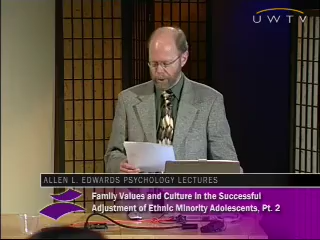 UWTV
ALLEN L. EDWARDS PSYCHOLOGY LECTURES
Family Values and Culture in the Successful
Adjustment of Ethnic Minority Adolescents, Pt. 2